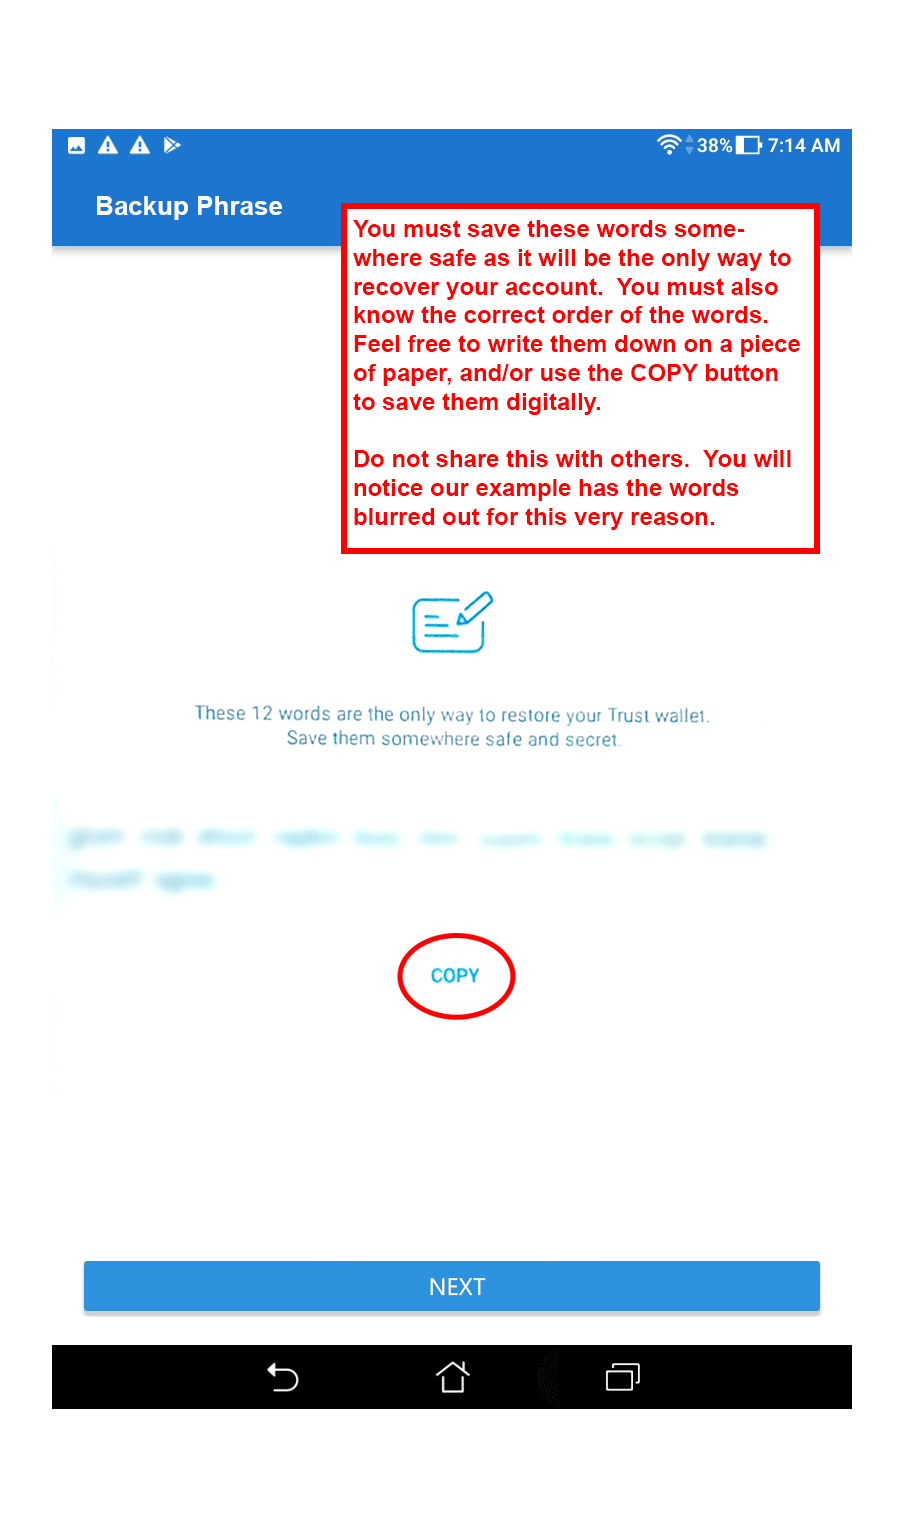 38% 7:14 AM
Backup Phrase
You must save these words some-
where safe as it will be the only way to
recover your account.  You must also
know the correct order of the words.
Feel free to write them down on a piece
of paper, and/or use the COPY button
to save them digitally.
Do not share this with others.  You will
notice our example has the words
blurred out for this very reason.
These 12 words are the only way to restore your Trust wallet.
Save them somewhere safe and secret.
COPY
NEXT